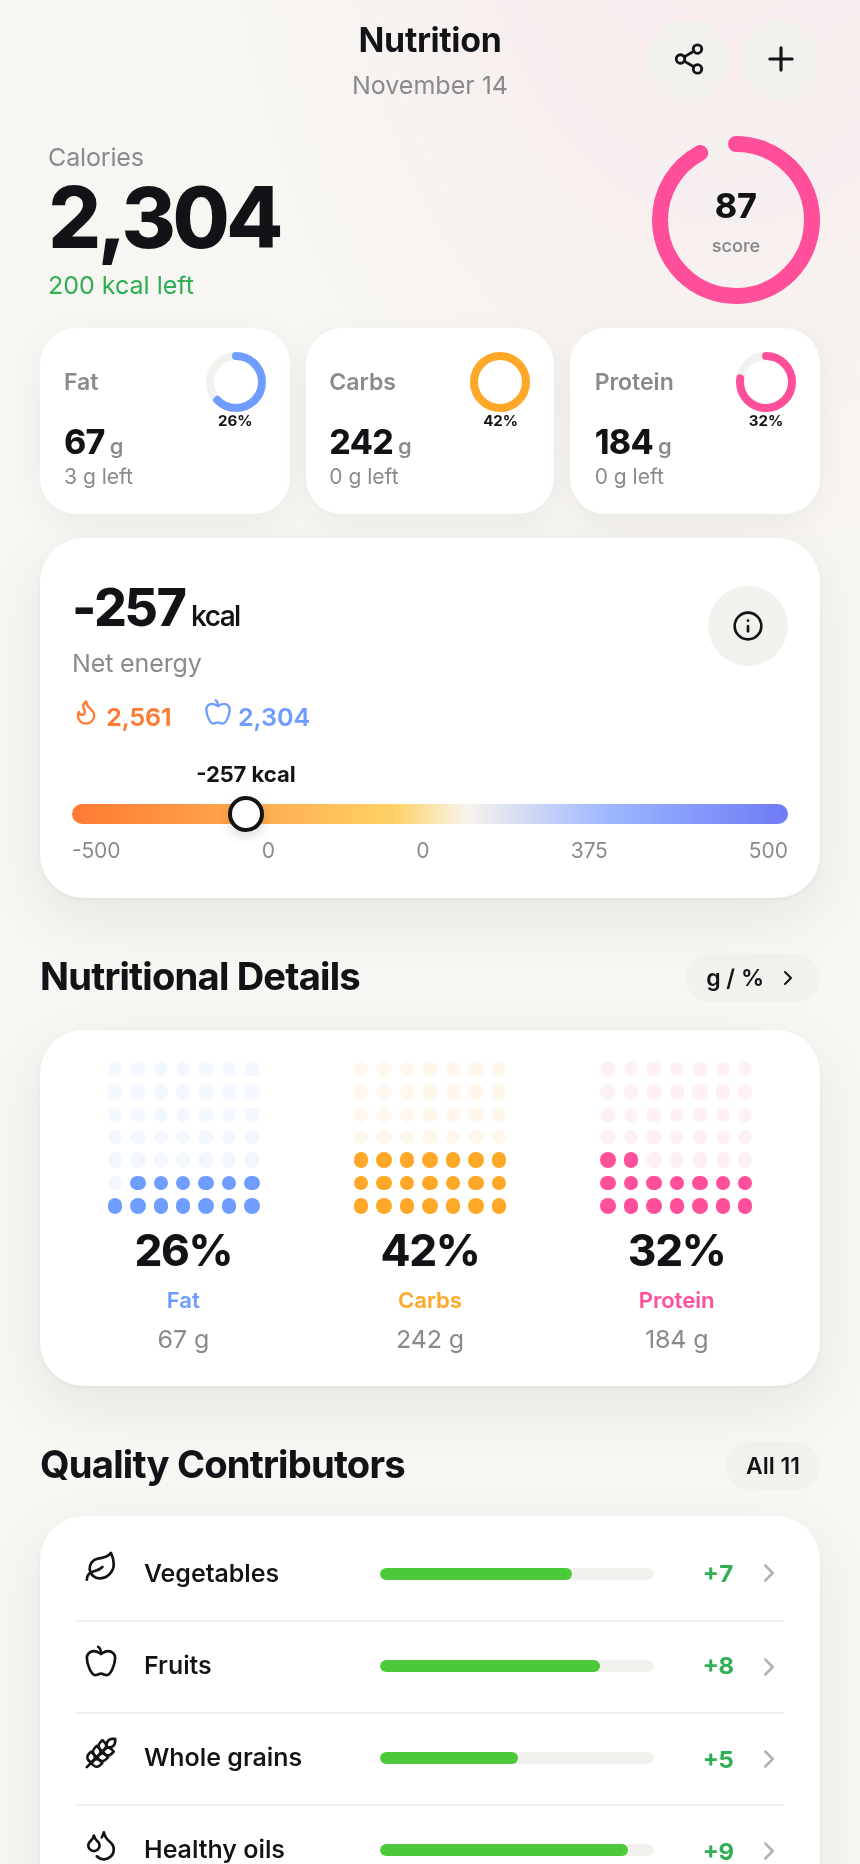 Nutrition
November 14
Calories
2,304
200 kcal left
87
score
Fat
26%
67 g
3 g left
Carbs
42%
242 g
0 g left
Protein
32%
184 g
0 g left
-257 kcal
Net energy
2,561 2,304
-257 kcal
-500 0 0 375 500
Nutritional Details
g / %
26%
Fat
67 g
42%
Carbs
242 g
32%
Protein
184 g
Quality Contributors
All 11
Vegetables +7
Fruits +8
Whole grains +5
Healthy oils +9